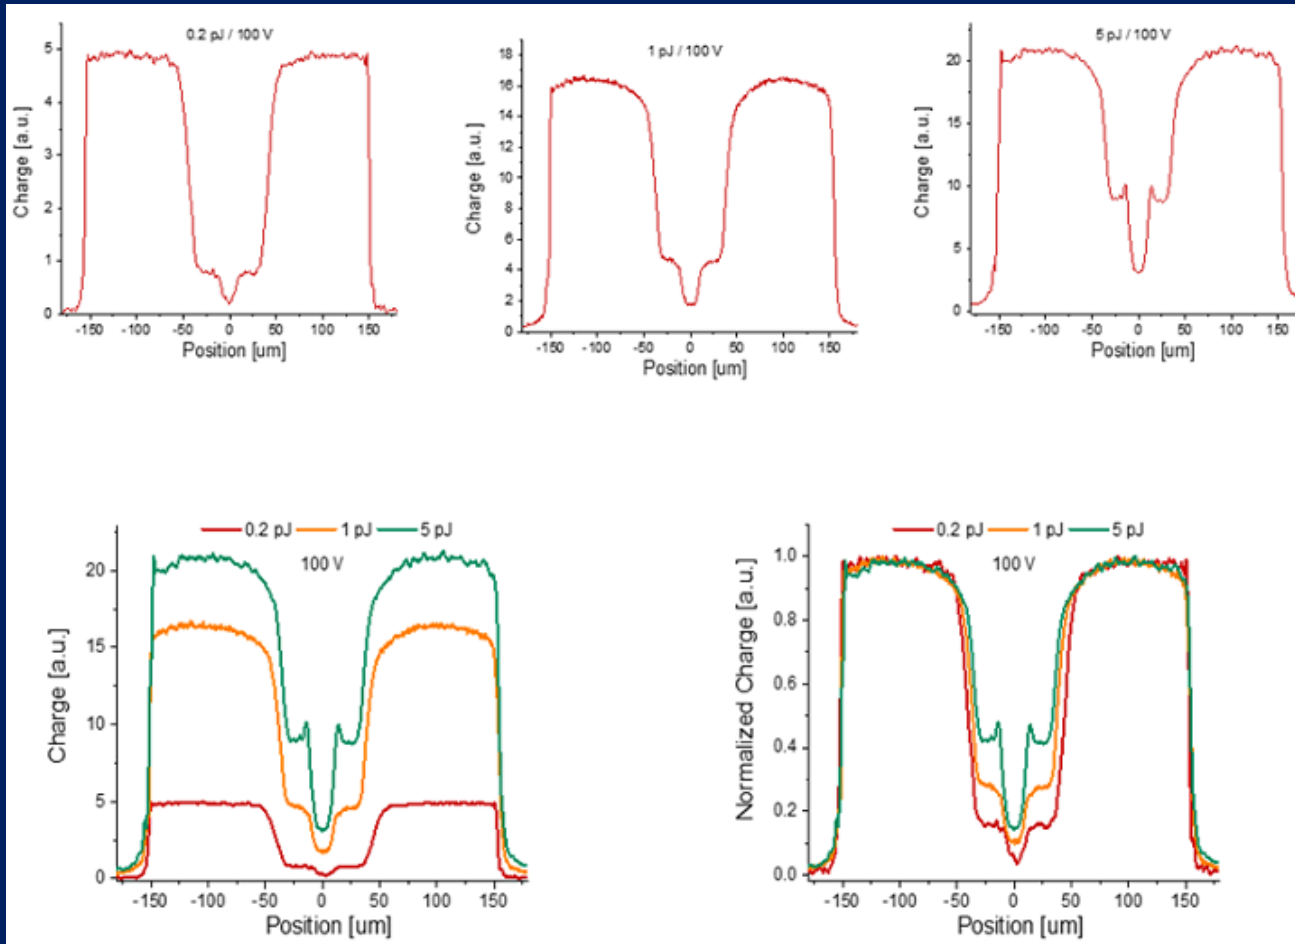 0.2 pJ / 100 V
5
4
3
2
1
0
Charge [a.u.]
-150 -100 -50 0 50 100 150
Position [um]
1 pJ / 100 V
18
16
14
12
10
8
6
4
2
0
Charge [a.u.]
-150 -100 -50 0 50 100 150
Position [um]
5 pJ / 100 V
20
15
10
5
0
Charge [a.u.]
-150 -100 -50 0 50 100 150
Position [um]
0.2 pJ 1 pJ 5 pJ
100 V
20
15
10
5
0
Charge [a.u.]
-150 -100 -50 0 50 100 150
Position [um]
0.2 pJ 1 pJ 5 pJ
100 V
1.0
0.8
0.6
0.4
0.2
0.0
Normalized Charge [a.u.]
-150 -100 -50 0 50 100 150
Position [um]